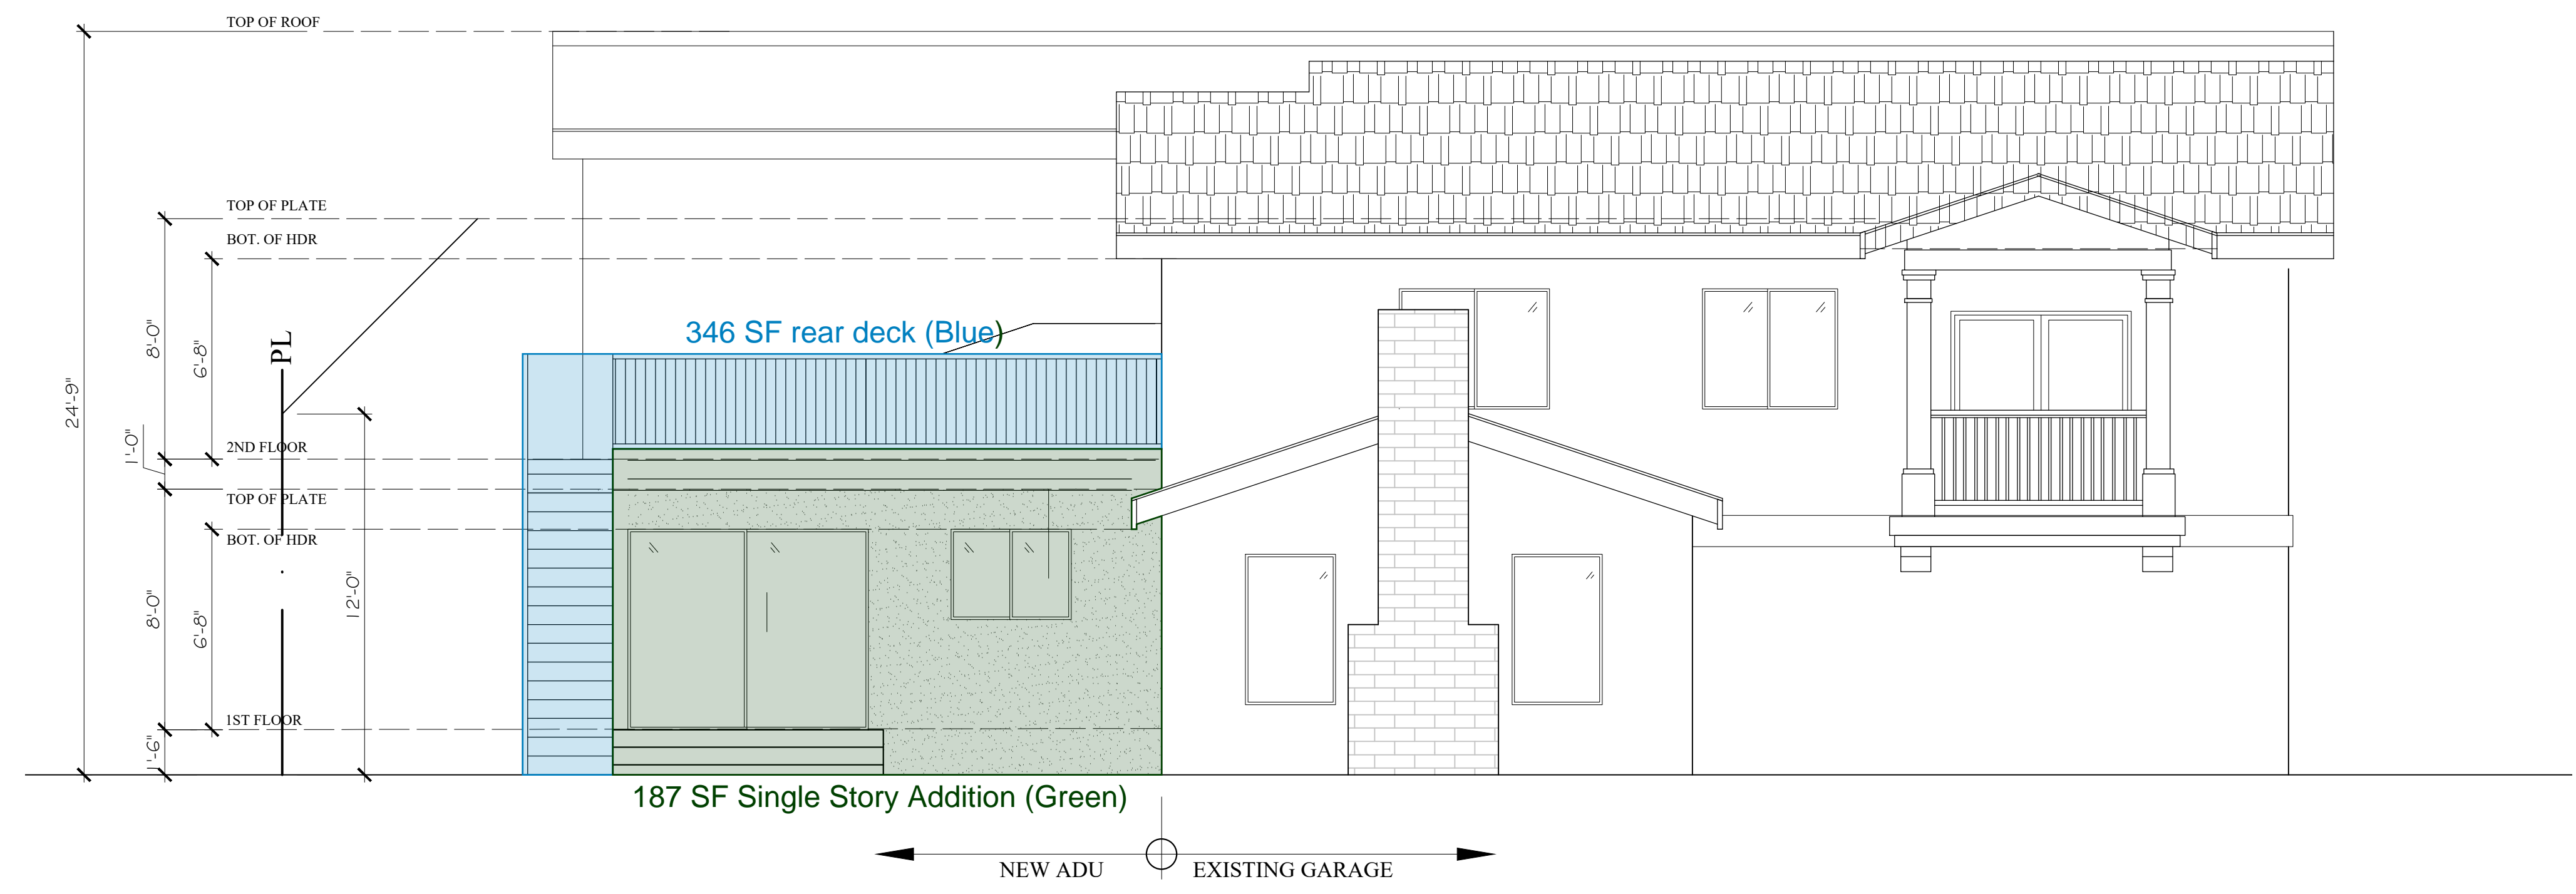 TOP OF ROOF
TOP OF PLATE
BOT. OF HDR
8'-0"
6'-8"
PL
346 SF rear deck (Blue)
24'-9"
1'-0"
2ND FLOOR
TOP OF PLATE
BOT. OF HDR
8'-0"
6'-8"
12'-0"
1ST FLOOR
1'-6"
187 SF Single Story Addition (Green)
NEW ADU
EXISTING GARAGE